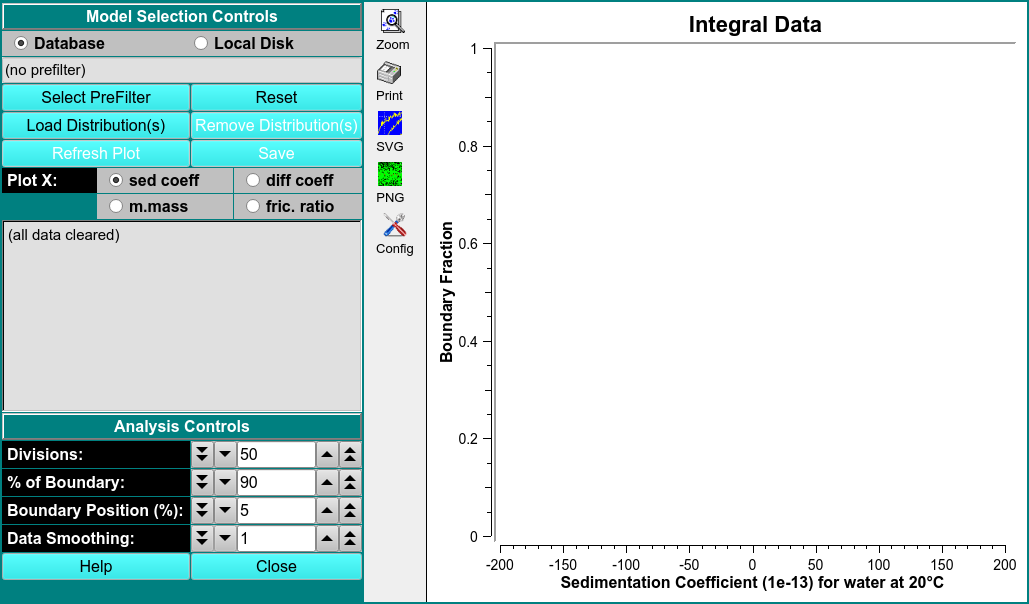 Model Selection Controls
Database
Local Disk
(no prefilter)
Select PreFilter
Reset
Load Distribution(s)
Remove Distribution(s)
Refresh Plot
Save
Plot X:
sed coeff
diff coeff
m.mass
fric. ratio
(all data cleared)
Analysis Controls
Divisions:
50
% of Boundary:
90
Boundary Position (%):
5
Data Smoothing:
1
Help
Close
Zoom
Print
SVG
PNG
Config
Integral Data
Boundary Fraction
1
0.8
0.6
0.4
0.2
0
-200 -150 -100 -50 0 50 100 150 200
Sedimentation Coefficient (1e-13) for water at 20°C